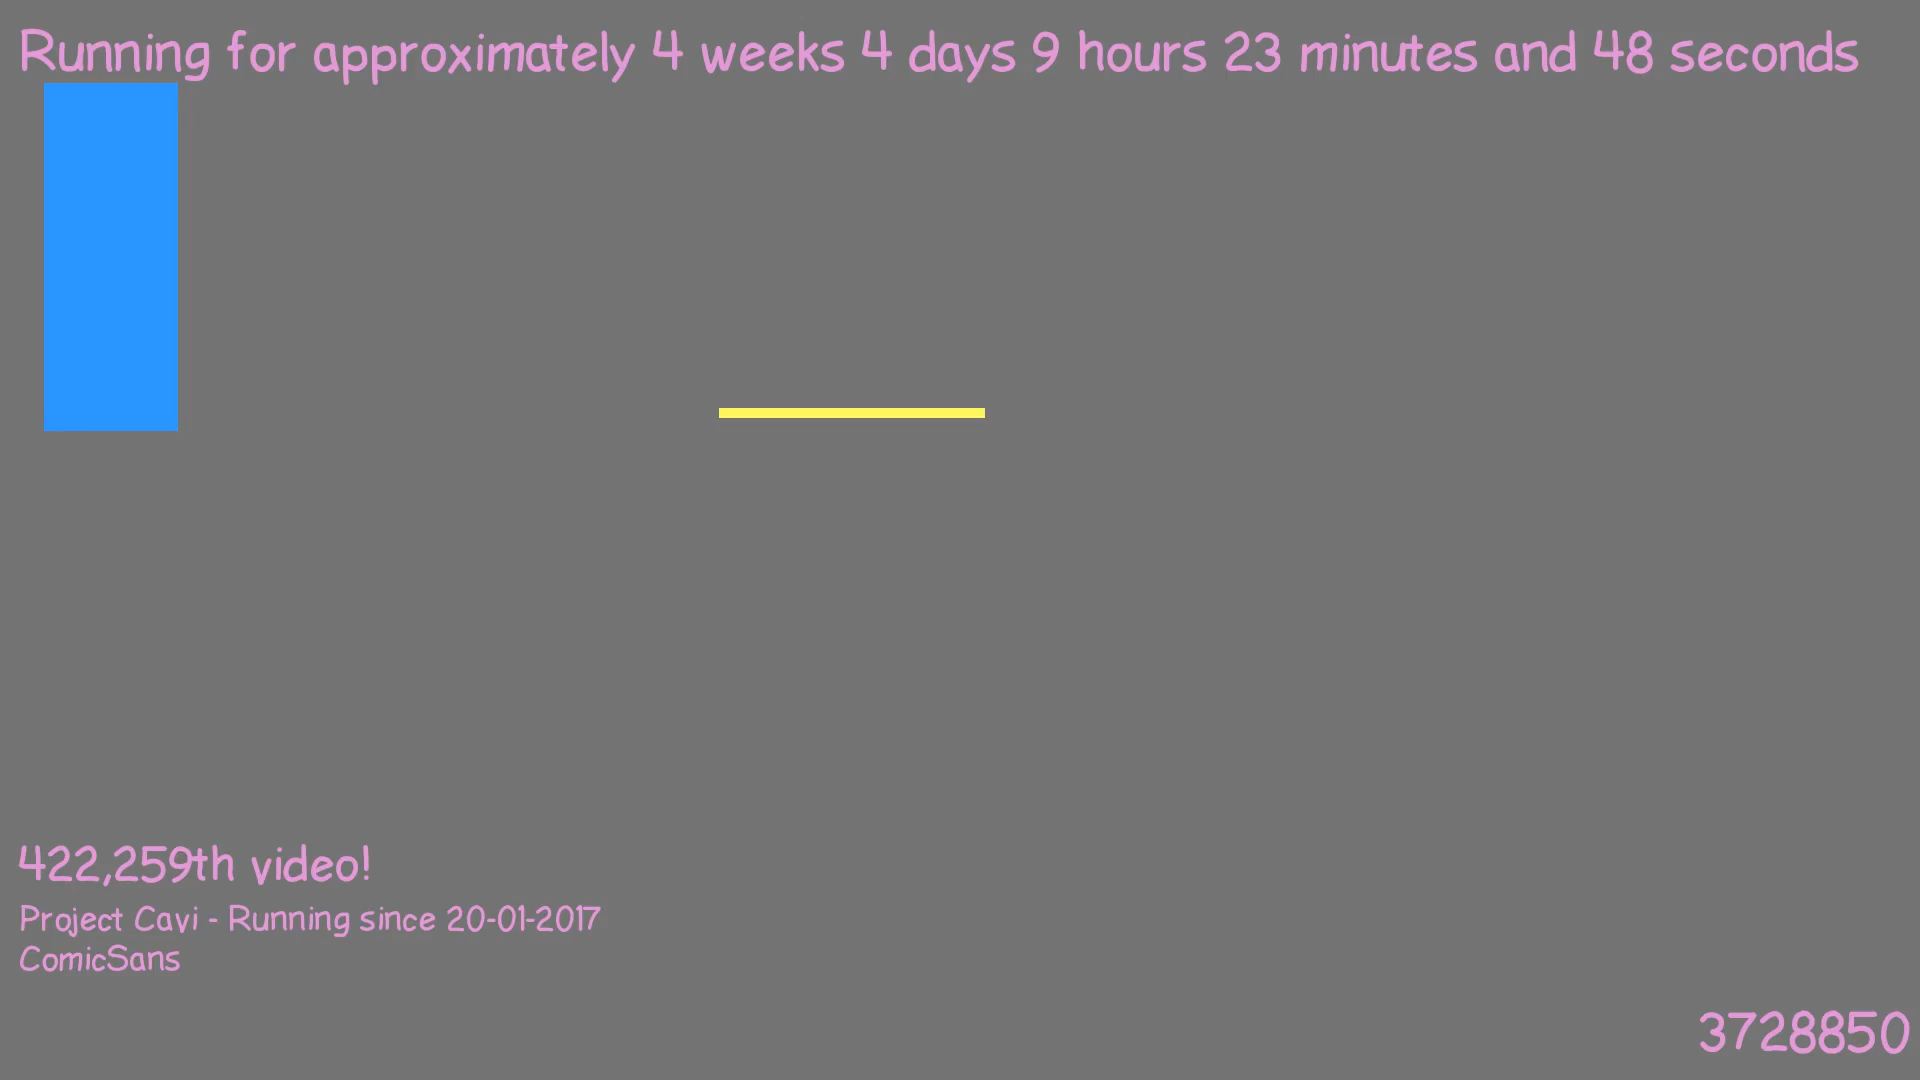 Running for approximately 4 weeks 4 days 9 hours 23 minutes and 48 seconds
422,259th video!
Project Cavi - Running since 20-01-2017
ComicSans
3728850